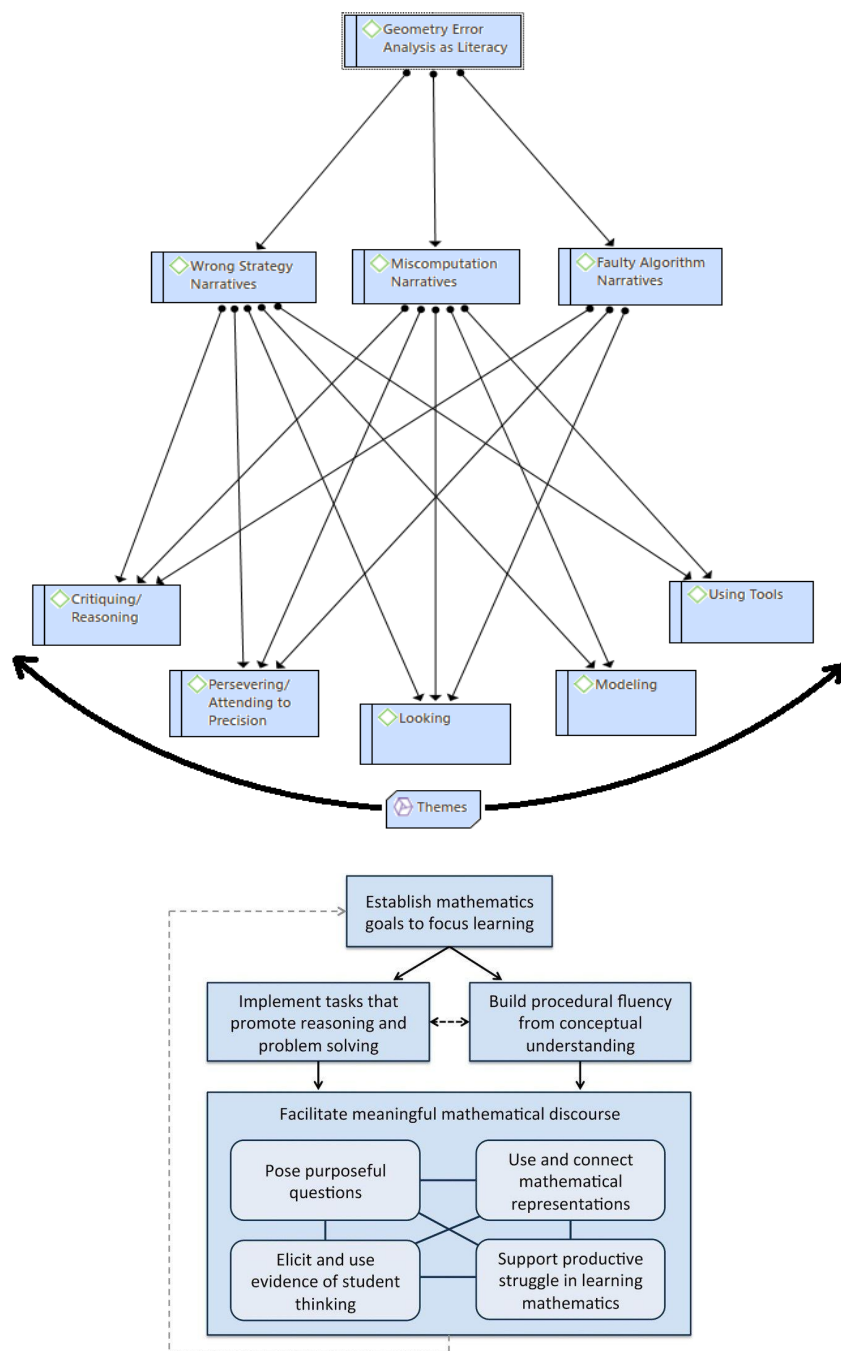 Geometry Error
Analysis as Literacy
Wrong Strategy
Narratives
Miscomputation
Narratives
Faulty Algorithm
Narratives
Critiquing/
Reasoning
Using Tools
Persevering/
Attending to
Precision
Modeling
Looking
Themes
Establish mathematics
goals to focus learning
Implement tasks that
promote reasoning and
problem solving
Build procedural fluency
from conceptual
understanding
Facilitate meaningful mathematical discourse
Pose purposeful
questions
Use and connect
mathematical
representations
Elicit and use
evidence of student
thinking
Support productive
struggle in learning
mathematics